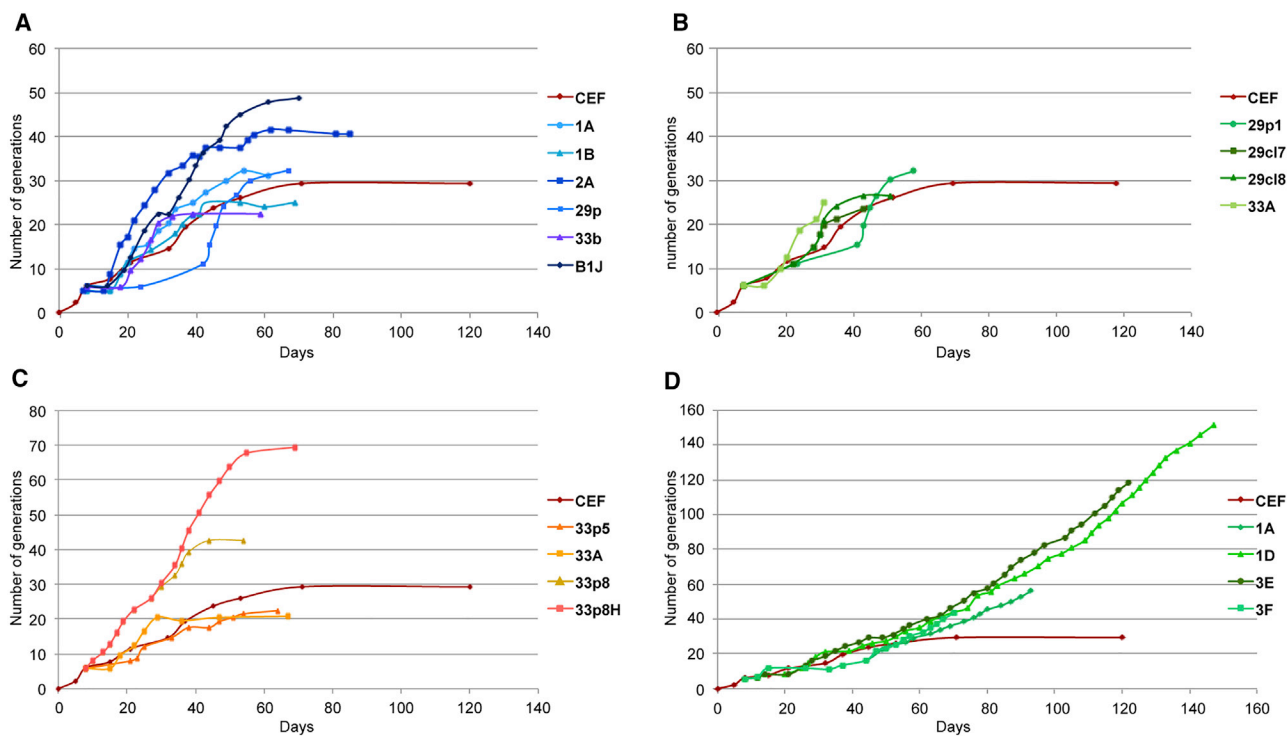 A
Number of generations
60
50
40
30
20
10
0
0 20 40 60 80 100 120 140
Days
CEF
1A
1B
2A
29p
33b
B1J
B
number of generations
60
50
40
30
20
10
0
0 20 40 60 80 100 120 140
Days
CEF
29p1
29cl7
29cl8
33A
C
Number of generations
80
70
60
50
40
30
20
10
0
0 20 40 60 80 100 120 140
Days
CEF
33p5
33A
33p8
33p8H
D
Number of generations
160
140
120
100
80
60
40
20
0
0 20 40 60 80 100 120 140 160
Days
CEF
1A
1D
3E
3F